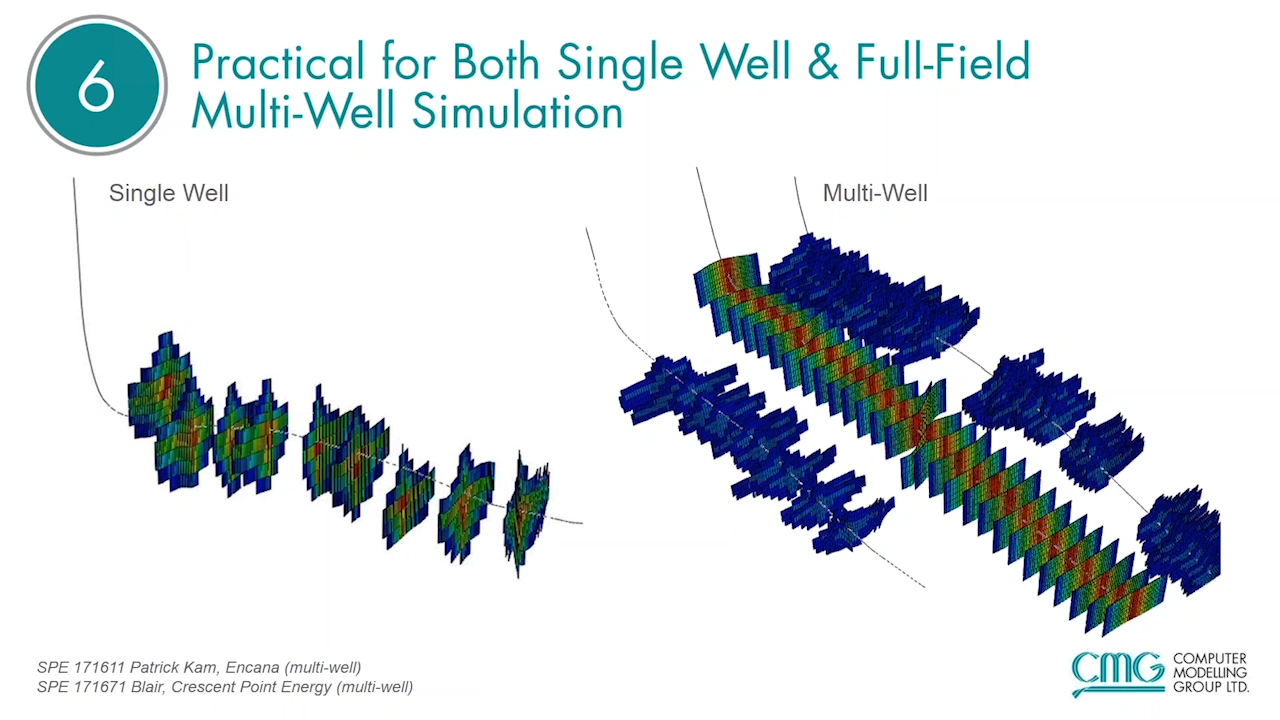 6
Practical for Both Single Well & Full-Field
Multi-Well Simulation
Single Well
Multi-Well
SPE 171611 Patrick Kam, Encana (multi-well)
SPE 171671 Blair, Crescent Point Energy (multi-well)
CMG
COMPUTER
MODELLING
GROUP LTD.